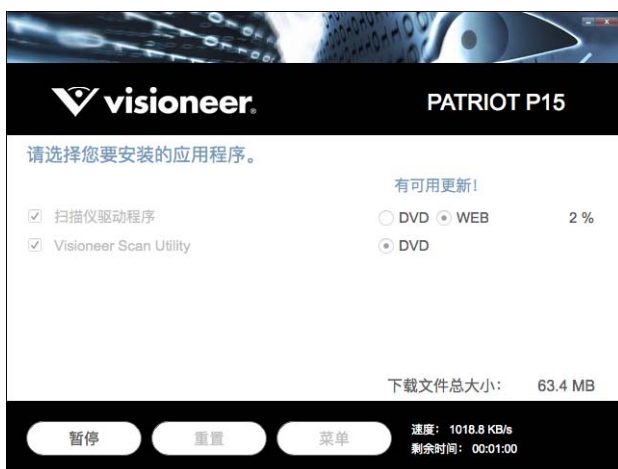 visioneer.
PATRIOT P15
请选择您要安装的应用程序。
有可用更新!
扫描仪驱动程序
DVD WEB 2 %
Visioneer Scan Utility
DVD
下载文件总大小: 63.4 MB
暂停 重置 菜单
速度: 1018.8 KB/s
剩余时间: 00:01:00